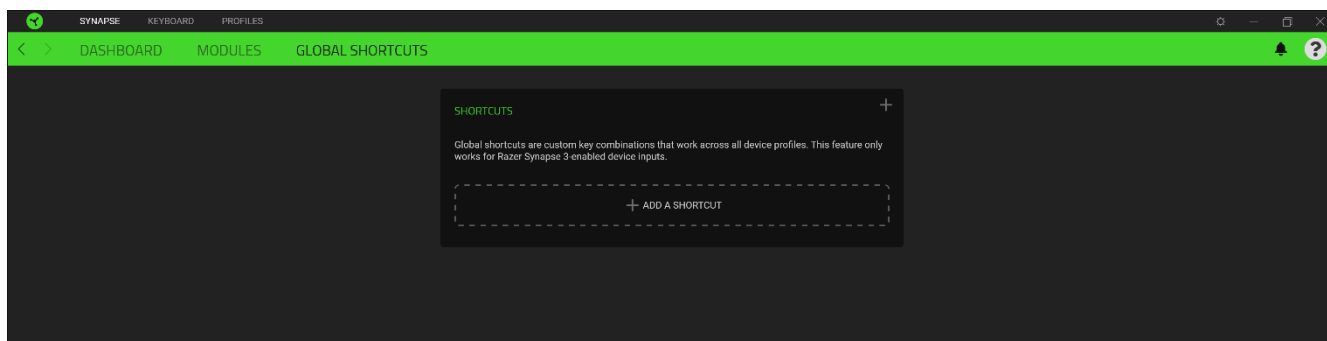 SYNAPSE KEYBOARD PROFILES
DASHBOARD MODULES GLOBAL SHORTCUTS
?
SHORTCUTS
Global shortcuts are custom key combinations that work across all device profiles. This feature only
works for Razer Synapse 3-enabled device inputs.
ADD A SHORTCUT